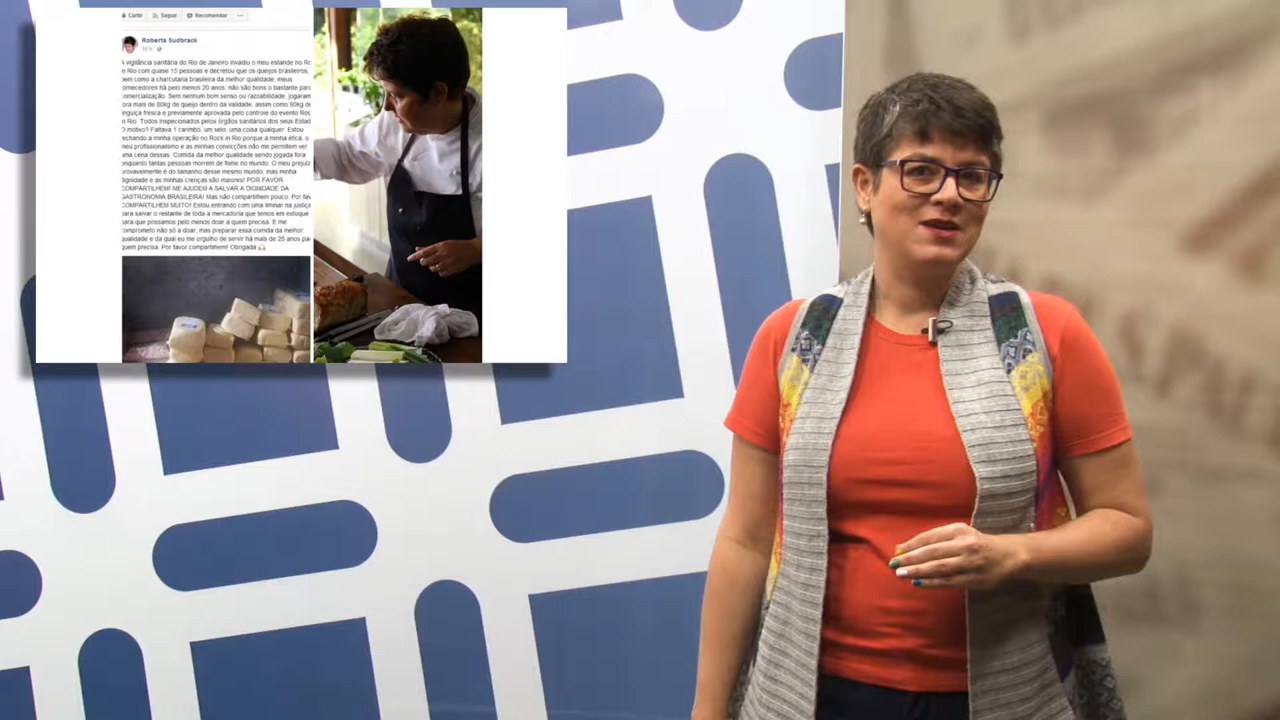 Curtir Seguir Recomendar ...
Roberta Sudbrack
A vigilância sanitária do Rio de Janeiro invadiu o meu estande no Ro
in Rio com quase 15 pessoas e decretou que os queijos brasileiros,
bem como a charcutaria brasileira da melhor qualidade, meus
ornecedores há pelo menos 20 anos, não são bons o bastante para
comercialização. Sem nenhum bom senso ou razoabilidade, jogaram
ora mais de 80kg de queijo dentro da validade, assim como 80kg de
inguiça fresca e previamente aprovada pelo controle do evento Roc
in Rio. Todos inspecionados pelos órgãos sanitários dos seus Estad
O motivo? Faltava 1 carimbo, um selo, uma coisa qualquer. Estou
echando a minha operação no Rock in Rio porque a minha ética, o
meu profissionalismo e as minhas convicções não me permitem ver
uma cena dessas. Comida da melhor qualidade sendo jogada fora
enquanto tantas pessoas morrem de fome no mundo. O meu prejuíz
provavelmente é do tamanho desse mesmo mundo, mas minha
dignidade e as minhas crenças são maiores! POR FAVOR,
COMPARTILHEM! ME AJUDEM A SALVAR A DIGNIDADE DA
GASTRONOMIA BRASILEIRA! Mas não compartilhem pouco. Por fav
COMPARTILHEM MUITO! Estou entrando com uma liminar na justiça
para salvar o restante de toda a mercadoria que temos em estoque
para que possamos pelo menos doar a quem precisa. E me
comprometo não só a doar, mas preparar essa comida da melhor
qualidade e da qual eu me orgulho de servir há mais de 25 anos pa
quem precisa. Por favor compartilhem! Obrigada